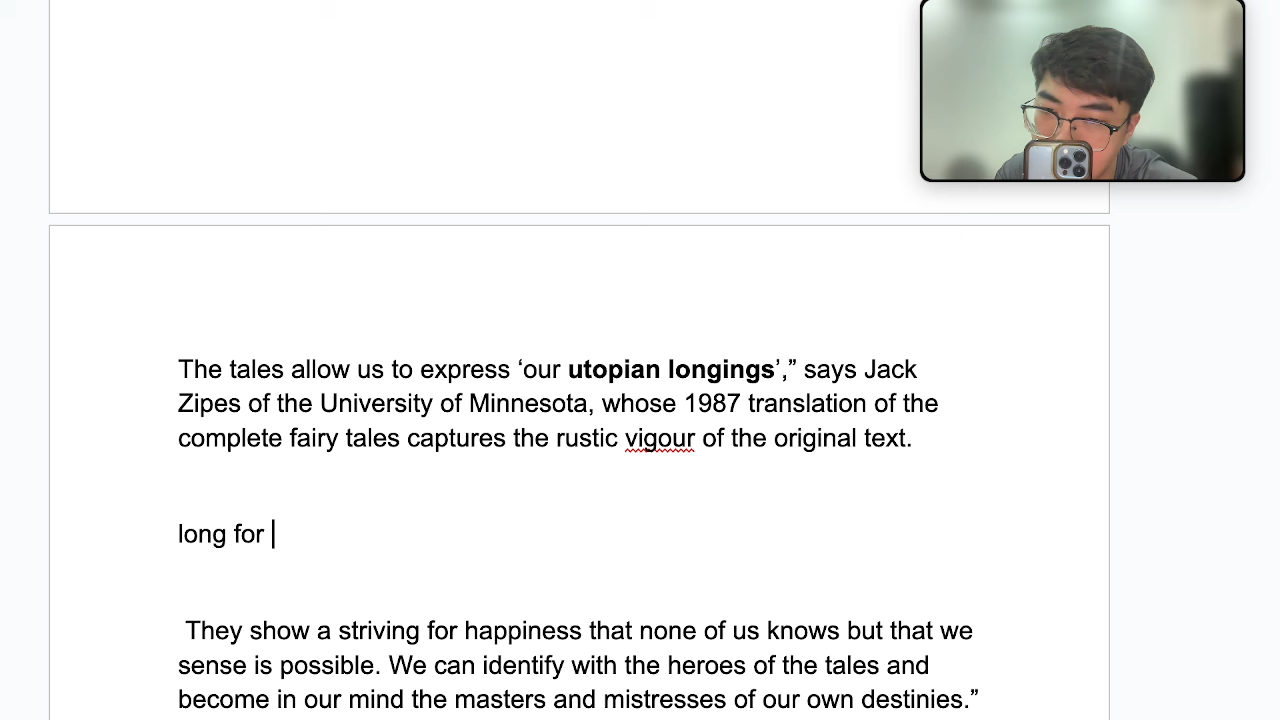 The tales allow us to express ‘our utopian longings’,” says Jack
Zipes of the University of Minnesota, whose 1987 translation of the
complete fairy tales captures the rustic vigour of the original text.
long for
They show a striving for happiness that none of us knows but that we
sense is possible. We can identify with the heroes of the tales and
become in our mind the masters and mistresses of our own destinies.”